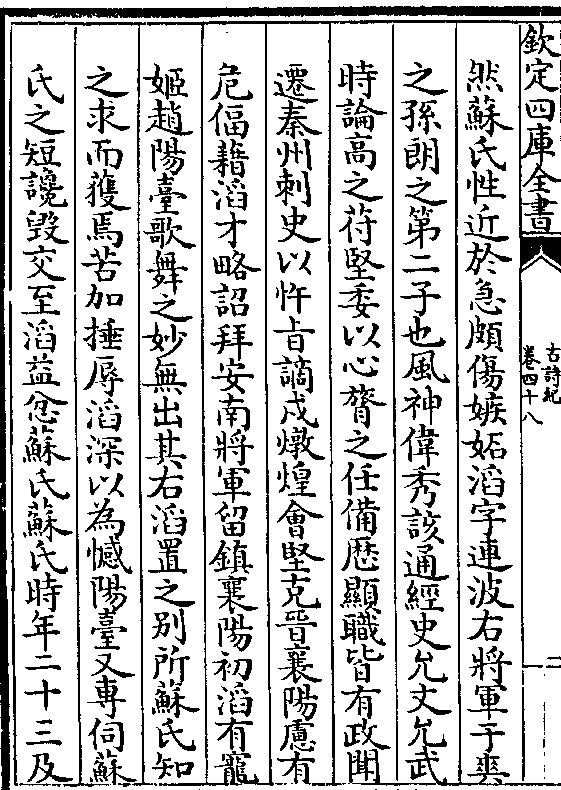 欽定四庫全書
古詩紀
卷四十八
二
然蘇氏性近於急頗傷嫉妬滔字連波右將軍子爽
之孫朗之第二子也風神偉秀該通經史允文允武
時論高之苻堅委以心膂之任備歷顯職皆有政聞
遷秦州刺史以忤旨謫戍燉煌會堅克晉襄陽慮有
危偪藉滔才略詔拜安南將軍留鎮襄陽初滔有寵
姬趙陽臺歌舞之妙無出其右滔置之别所蘇氏知
之求而獲焉苦加捶辱滔深以為憾陽臺又專伺蘇
氏之短讒毀交至滔益忿蘇氏蘇氏時年二十三及